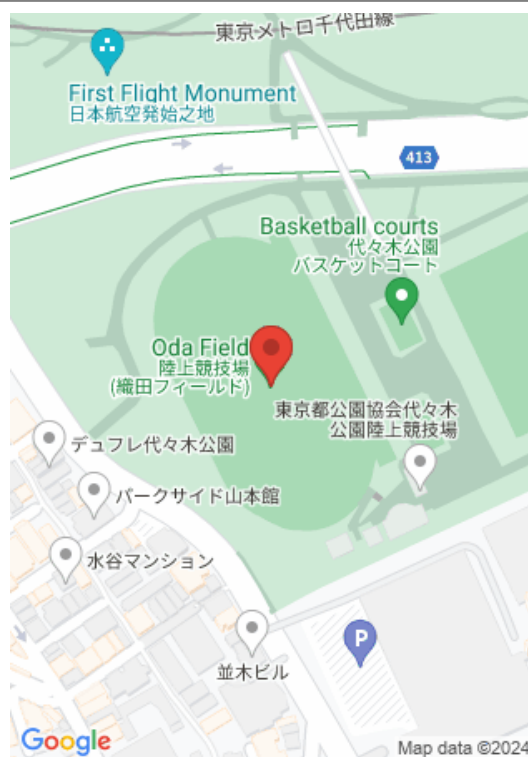 東京メトロ千代田線
First Flight Monument
日本航空発始之地
413
Basketball courts
代々木公園
バスケットコート
Oda Field
陸上競技場
(織田フィールド)
東京都公園協会代々木
公園陸上競技場
デュフレ代々木公園
パークサイド山本館
水谷マンション
P
並木ビル
Google
Map data ©2024